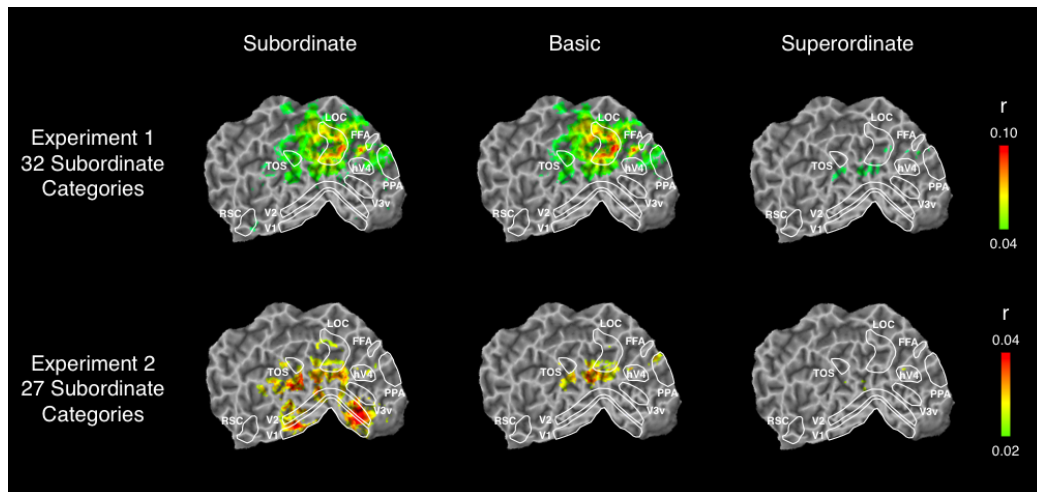 Subordinate
Basic
Superordinate
Experiment 1
32 Subordinate
Categories
LOC
FFA
TOS
hV4
PPA
V3v
RSC
V2
V1
LOC
FFA
TOS
hV4
PPA
V3v
RSC
V2
V1
LOC
FFA
TOS
hV4
PPA
V3v
RSC
V2
V1
r
0.10
0.04
Experiment 2
27 Subordinate
Categories
LOC
FFA
TOS
hV4
PPA
V3v
RSC
V2
V1
LOC
FFA
TOS
hV4
PPA
V3v
RSC
V2
V1
LOC
FFA
TOS
hV4
PPA
V3v
RSC
V2
V1
r
0.04
0.02